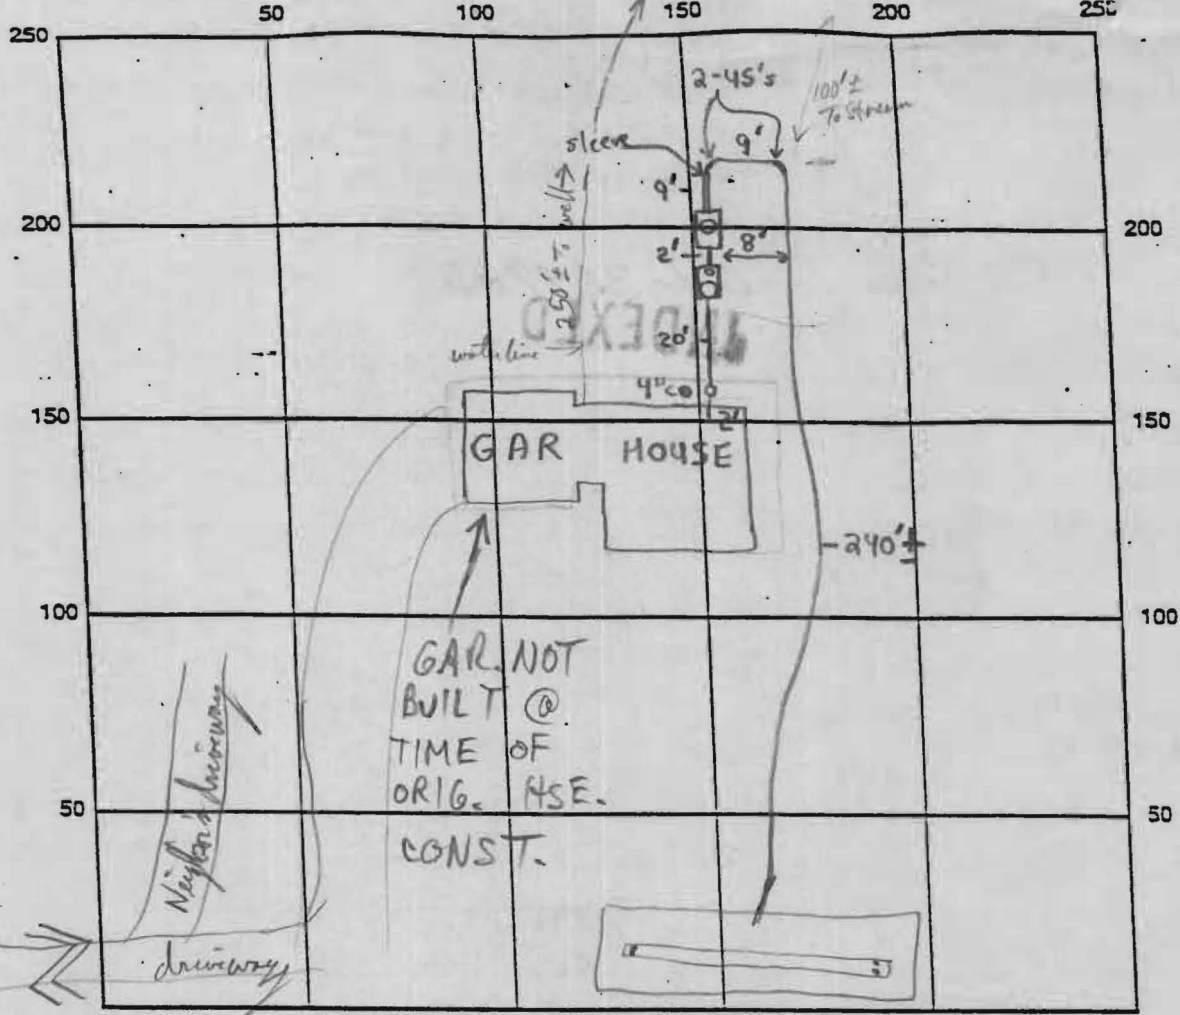 50 100 150 200 250
250
2-45's
100'±
To Stream
sleeve
9'
9'
250'± To well
200
200
2'
8'
INDEXED
20'
waterline
4"co
150
150
2'
GAR HOUSE
-240'±
100
100
GAR. NOT
BUILT @
TIME OF
ORIG. HSE.
CONST.
Neighbor's driveway
50
50
driveway